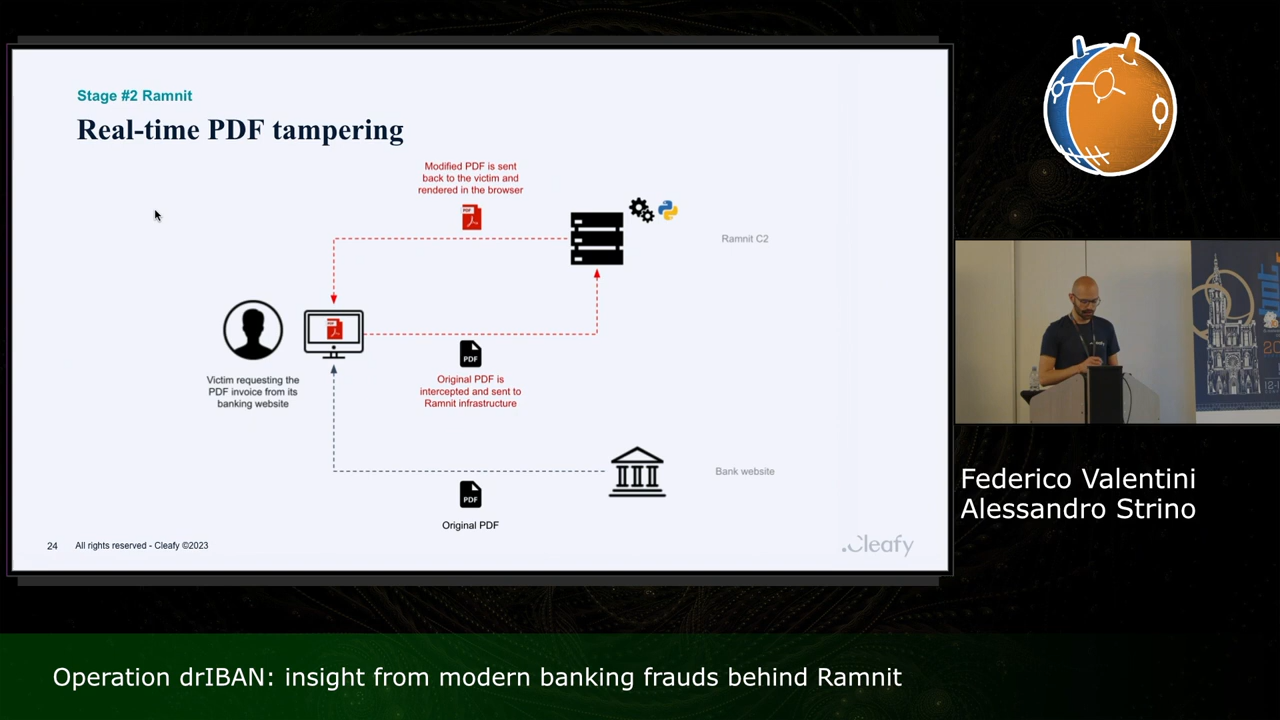 Stage #2 Ramnit
Real-time PDF tampering
Modified PDF is sent
back to the victim and
rendered in the browser
PDF
Ramnit C2
PDF
PDF
Victim requesting the
PDF invoice from its
banking website
Original PDF is
intercepted and sent to
Ramnit infrastructure
Bank website
PDF
Original PDF
24 All rights reserved - Cleafy ©2023
.Cleafy
Federico Valentini
Alessandro Strino
Operation drIBAN: insight from modern banking frauds behind Ramnit